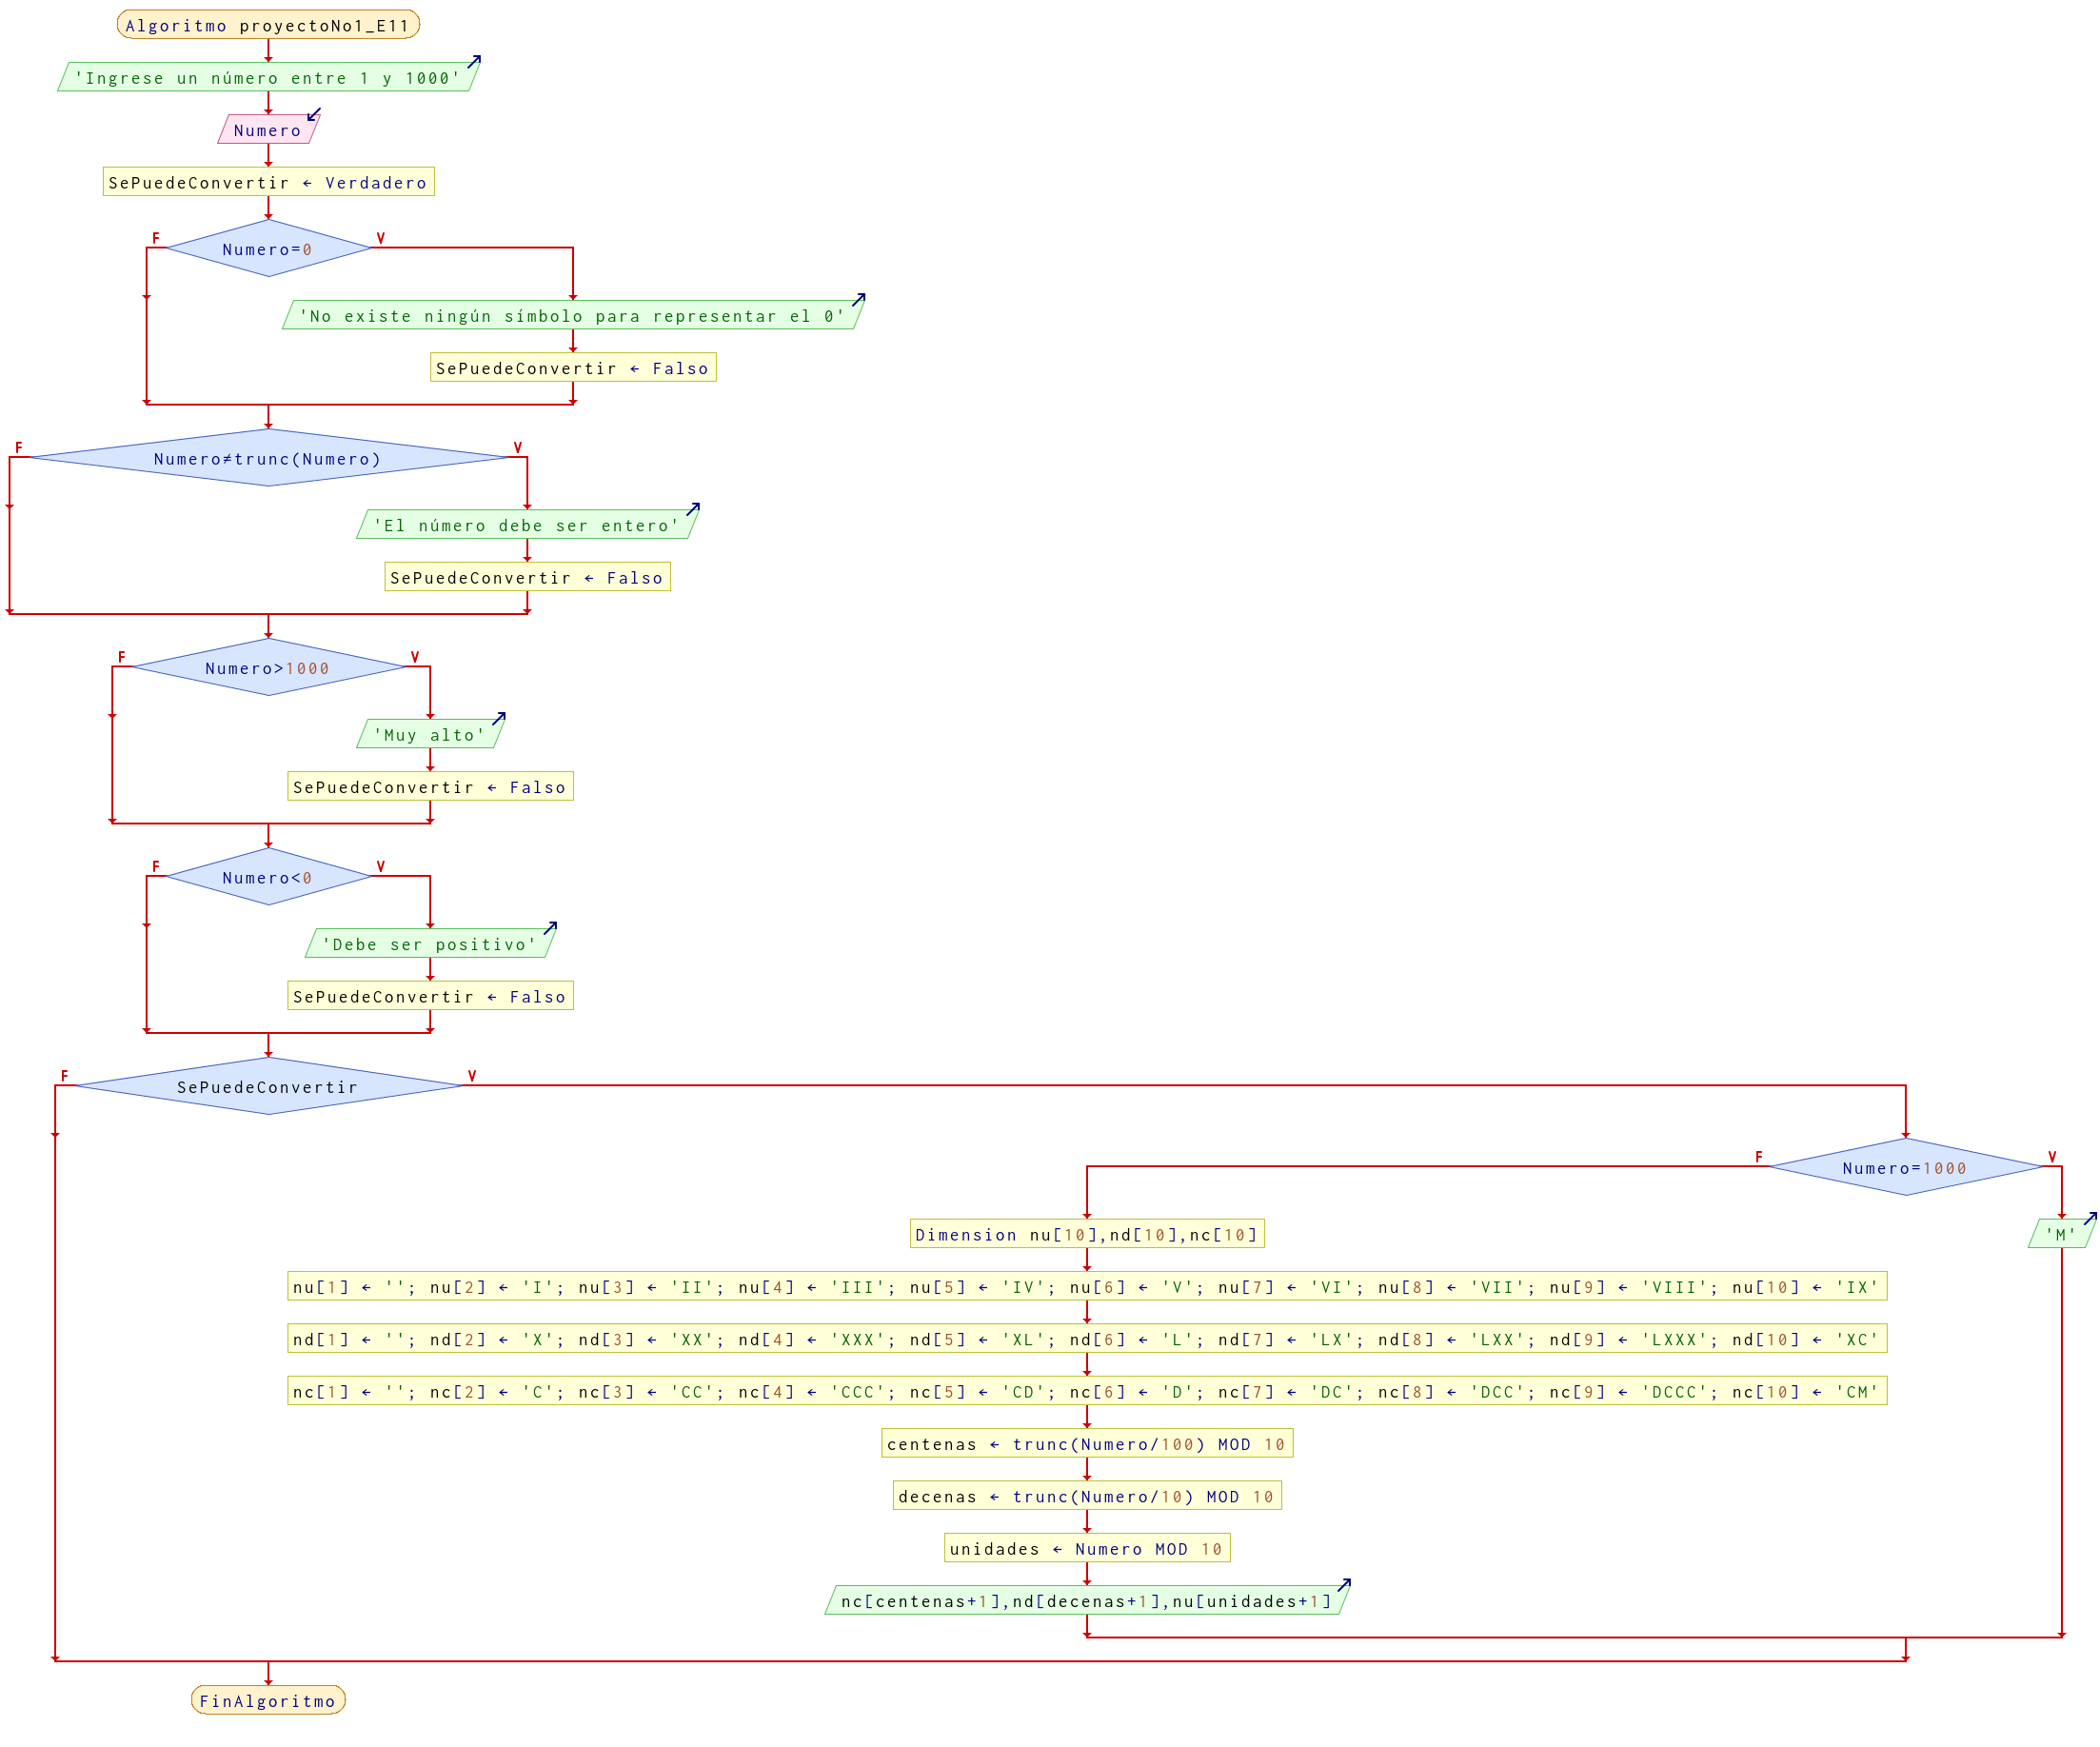 Algoritmo proyectoNo1_E11
'Ingrese un número entre 1 y 1000'
Numero
SePuedeConvertir ← Verdadero
F
V
Numero=0
'No existe ningún símbolo para representar el 0'
SePuedeConvertir ← Falso
F
V
Numero≠trunc(Numero)
'El número debe ser entero'
SePuedeConvertir ← Falso
F
V
Numero>1000
'Muy alto'
SePuedeConvertir ← Falso
F
V
Numero<0
'Debe ser positivo'
SePuedeConvertir ← Falso
F
V
SePuedeConvertir
F
V
Numero=1000
Dimension nu[10],nd[10],nc[10]
'M'
nu[1] ← ''; nu[2] ← 'I'; nu[3] ← 'II'; nu[4] ← 'III'; nu[5] ← 'IV'; nu[6] ← 'V'; nu[7] ← 'VI'; nu[8] ← 'VII'; nu[9] ← 'VIII'; nu[10] ← 'IX'
nd[1] ← ''; nd[2] ← 'X'; nd[3] ← 'XX'; nd[4] ← 'XXX'; nd[5] ← 'XL'; nd[6] ← 'L'; nd[7] ← 'LX'; nd[8] ← 'LXX'; nd[9] ← 'LXXX'; nd[10] ← 'XC'
nc[1] ← ''; nc[2] ← 'C'; nc[3] ← 'CC'; nc[4] ← 'CCC'; nc[5] ← 'CD'; nc[6] ← 'D'; nc[7] ← 'DC'; nc[8] ← 'DCC'; nc[9] ← 'DCCC'; nc[10] ← 'CM'
centenas ← trunc(Numero/100) MOD 10
decenas ← trunc(Numero/10) MOD 10
unidades ← Numero MOD 10
nc[centenas+1],nd[decenas+1],nu[unidades+1]
FinAlgoritmo